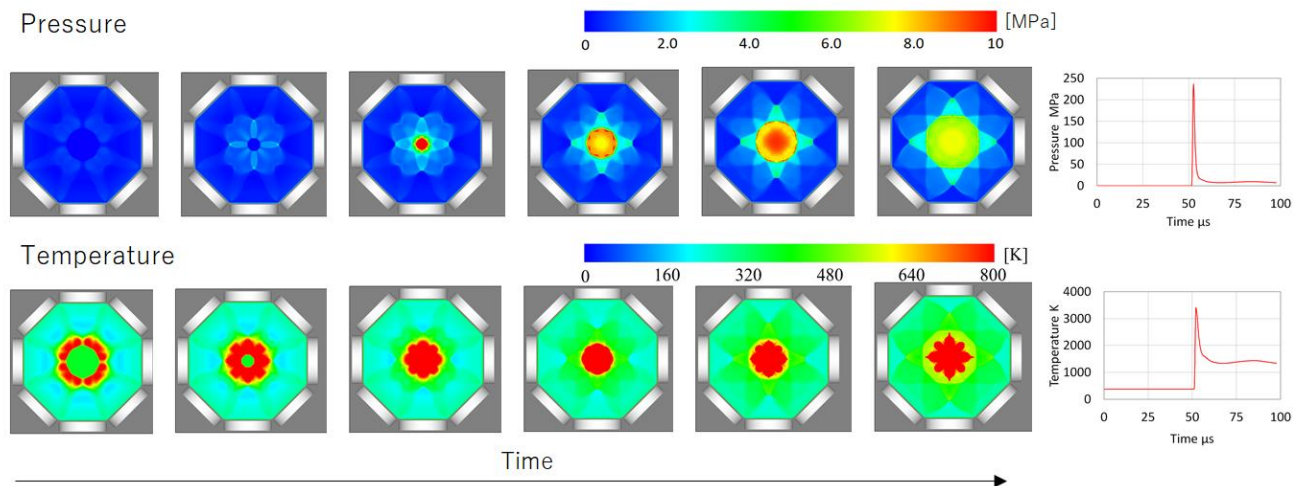 Pressure
[MPa]
0 2.0 4.0 6.0 8.0 10
Pressure MPa
250
200
150
100
50
0
0 25 50 75 100
Time μs
Temperature
[K]
0 160 320 480 640 800
Temperature K
4000
3000
2000
1000
0
0 25 50 75 100
Time μs
Time